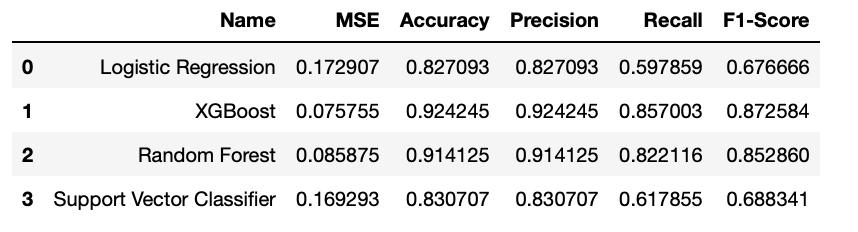 Name MSE Accuracy Precision Recall F1-Score
0 Logistic Regression 0.172907 0.827093 0.827093 0.597859 0.676666
1 XGBoost 0.075755 0.924245 0.924245 0.857003 0.872584
2 Random Forest 0.085875 0.914125 0.914125 0.822116 0.852860
3 Support Vector Classifier 0.169293 0.830707 0.830707 0.617855 0.688341